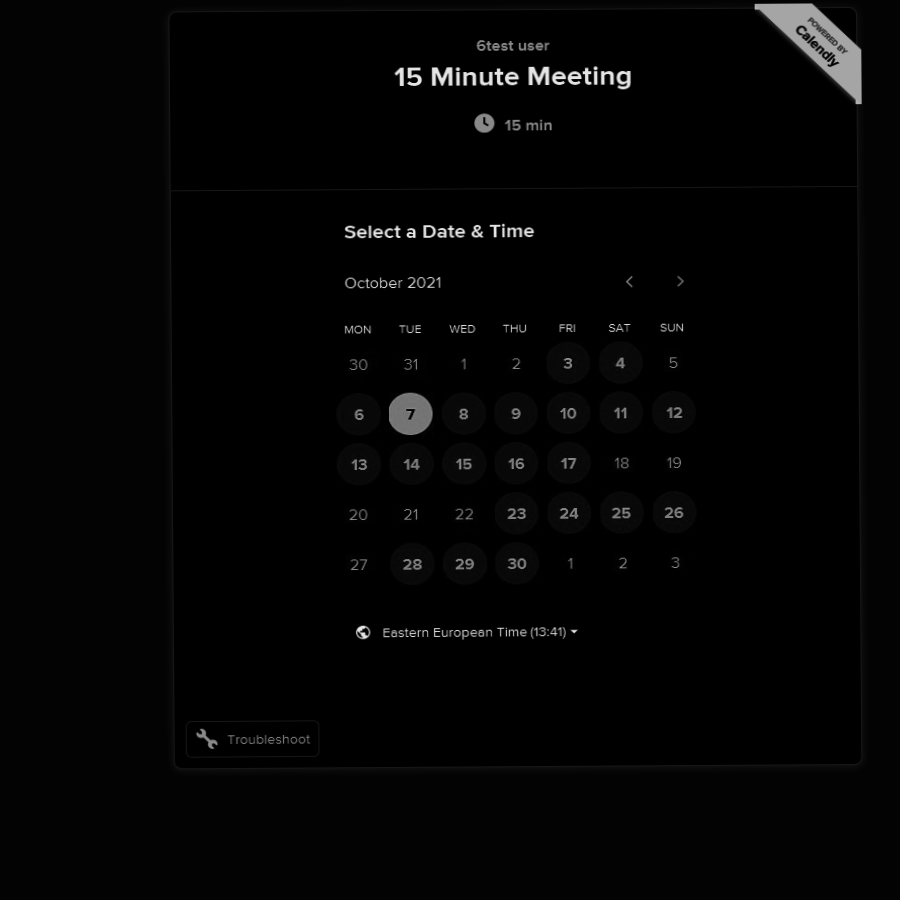 POWERED BY
Calendly
6test user
15 Minute Meeting
15 min
Select a Date & Time
October 2021
MON TUE WED THU FRI SAT SUN
30 31 1 2 3 4 5
6 7 8 9 10 11 12
13 14 15 16 17 18 19
20 21 22 23 24 25 26
27 28 29 30 1 2 3
Eastern European Time (13:41)
Troubleshoot